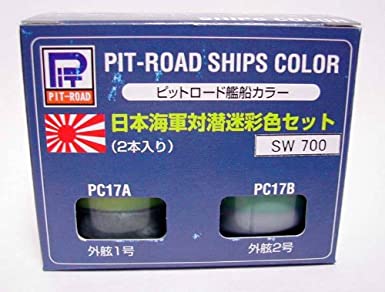 PiT
PIT-ROAD
PIT-ROAD SHIPS COLOR
ピットロード艦船カラー
日本海軍対潜迷彩色セット
(2本入り)
SW 700
PC17A
PC17B
外舷1号
外舷2号